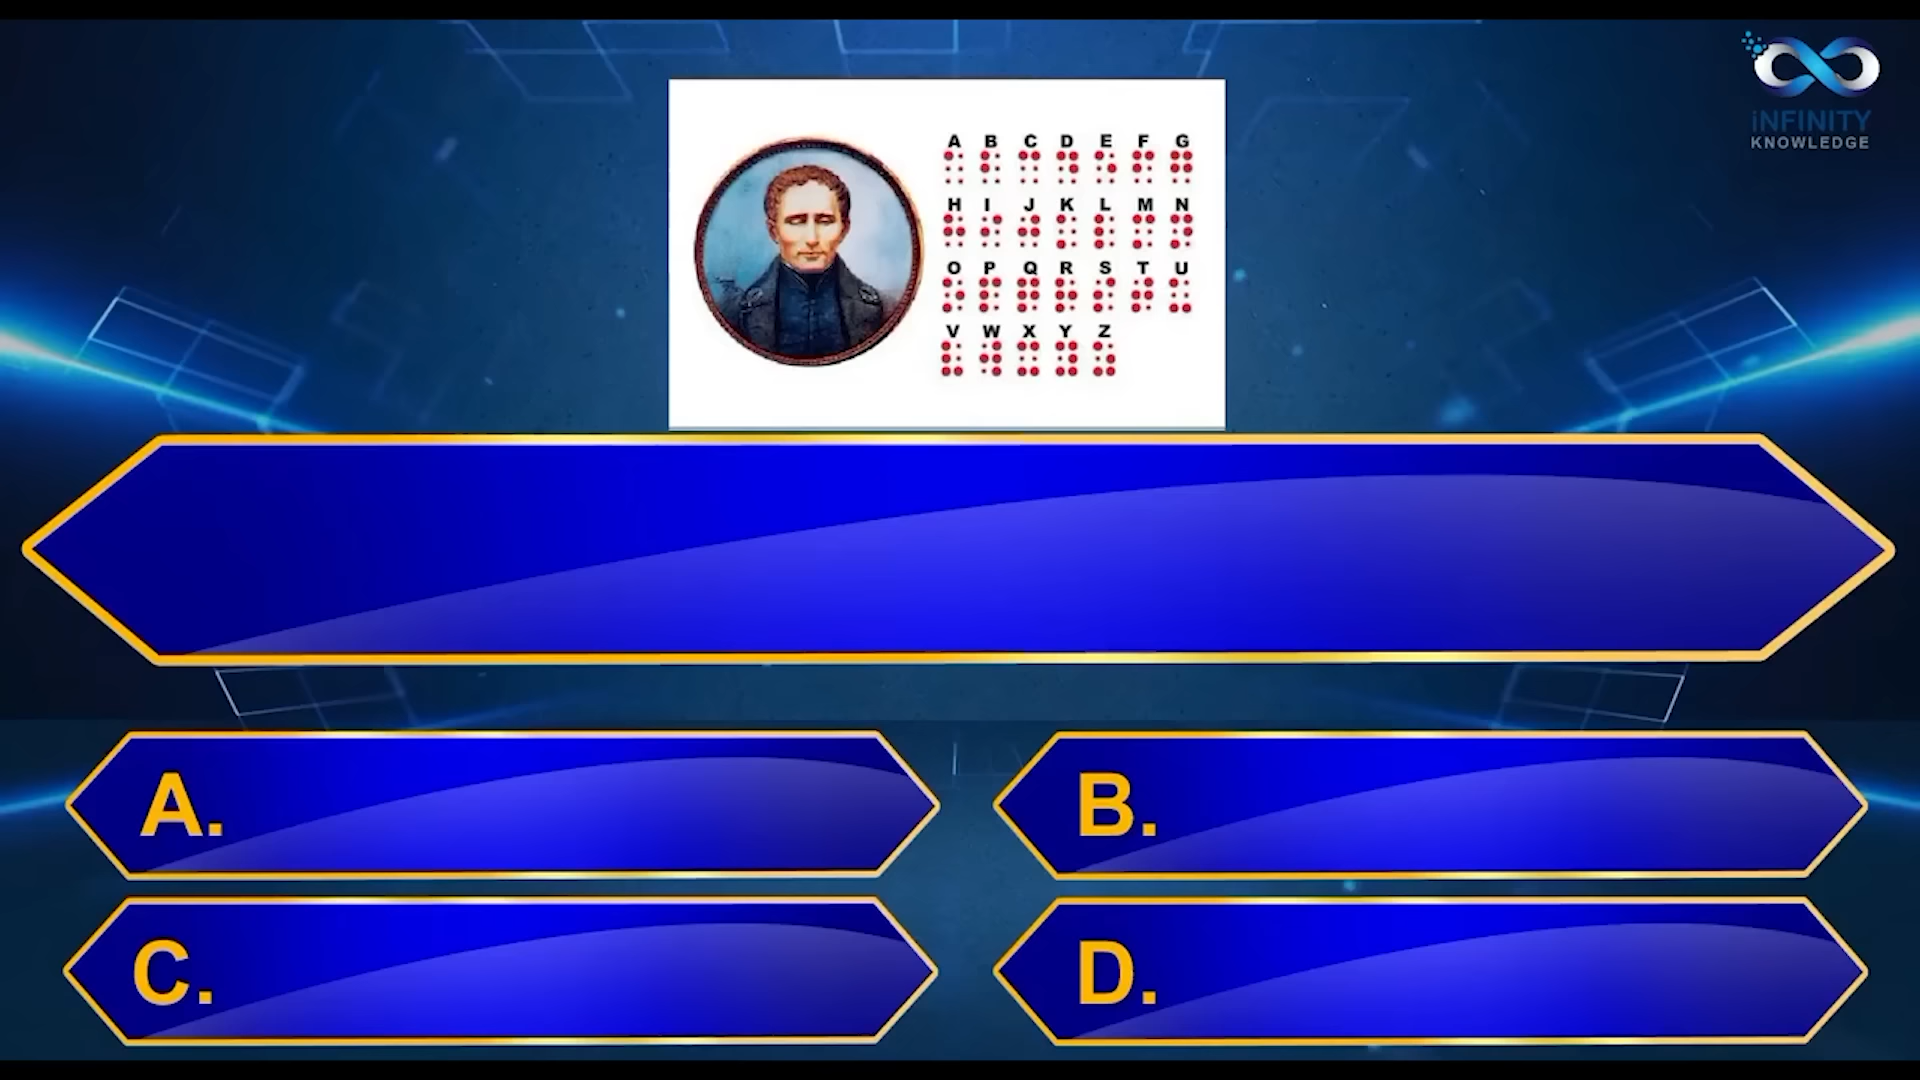 iNFINITY
KNOWLEDGE
A B C D E F G
H I J K L M N
O P Q R S T U
V W X Y Z
A. B.
C. D.